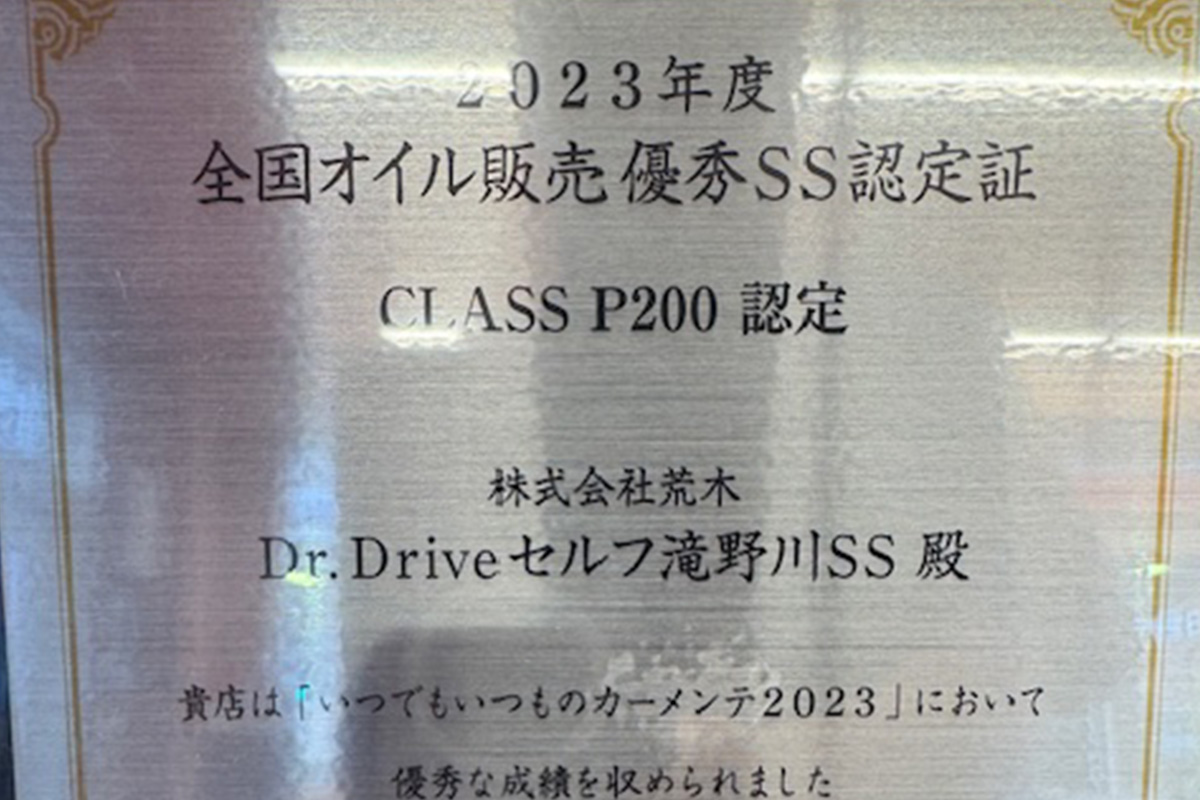 2023年度
全国オイル販売 優秀SS認定証
CLASS P200 認定
株式会社荒木
Dr.Driveセルフ滝野川SS 殿
貴店は「いつでもいつものカーメンテ2023」において
優秀な成績を収められました